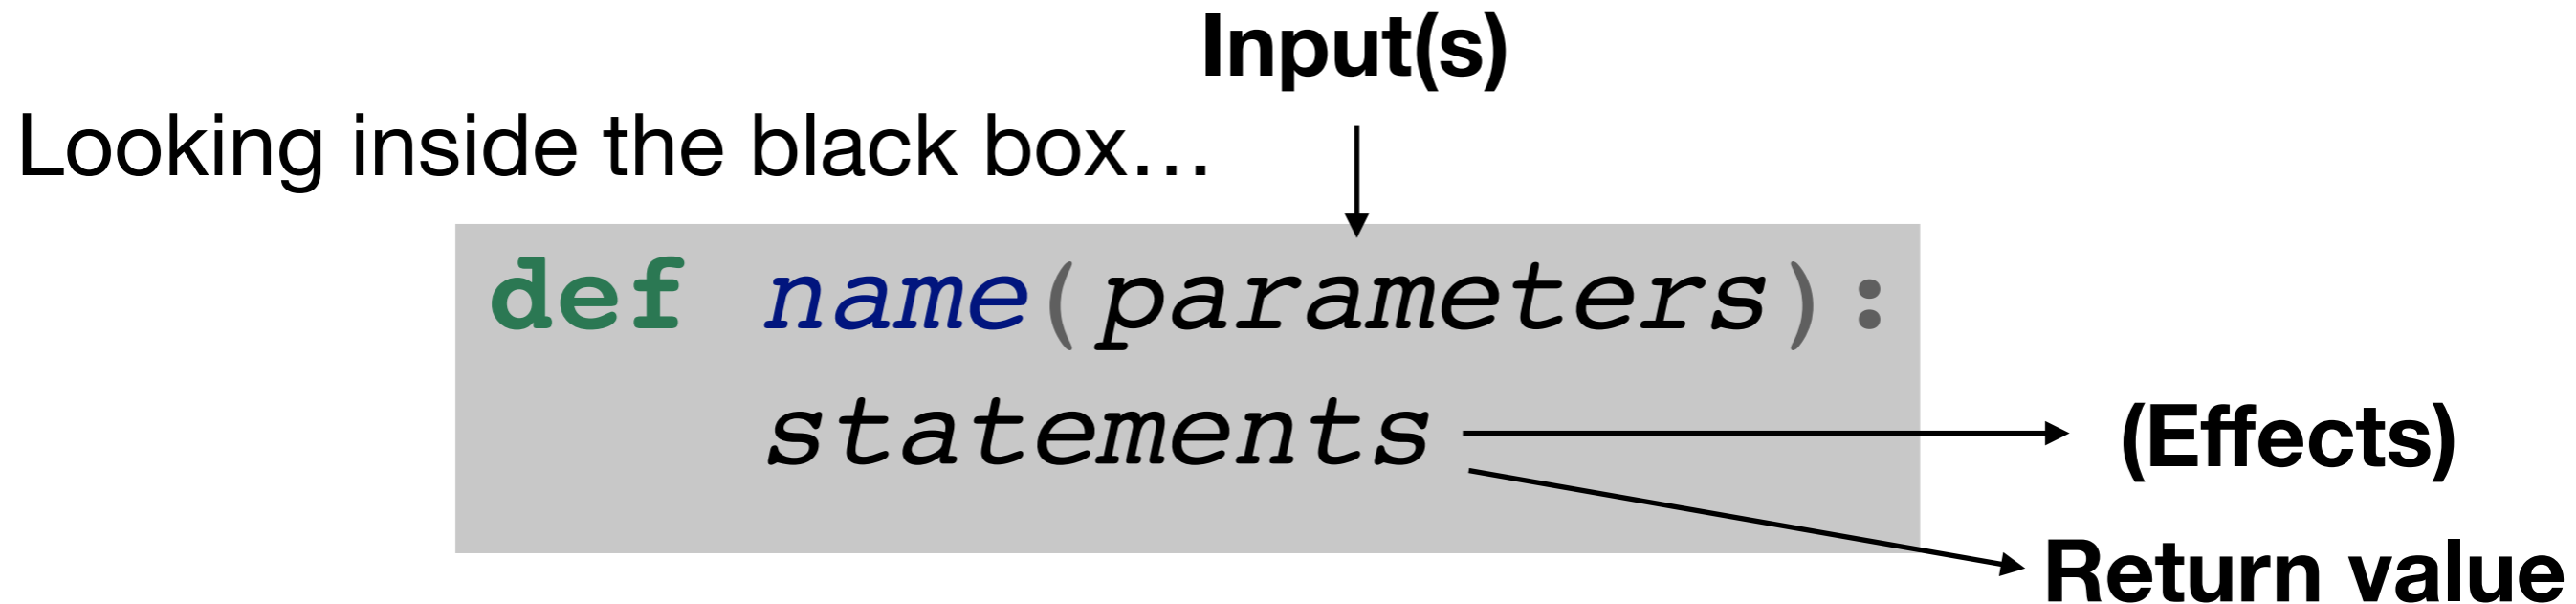 Input(s)
Looking inside the black box…
def name(parameters):
statements
(Effects)
Return value